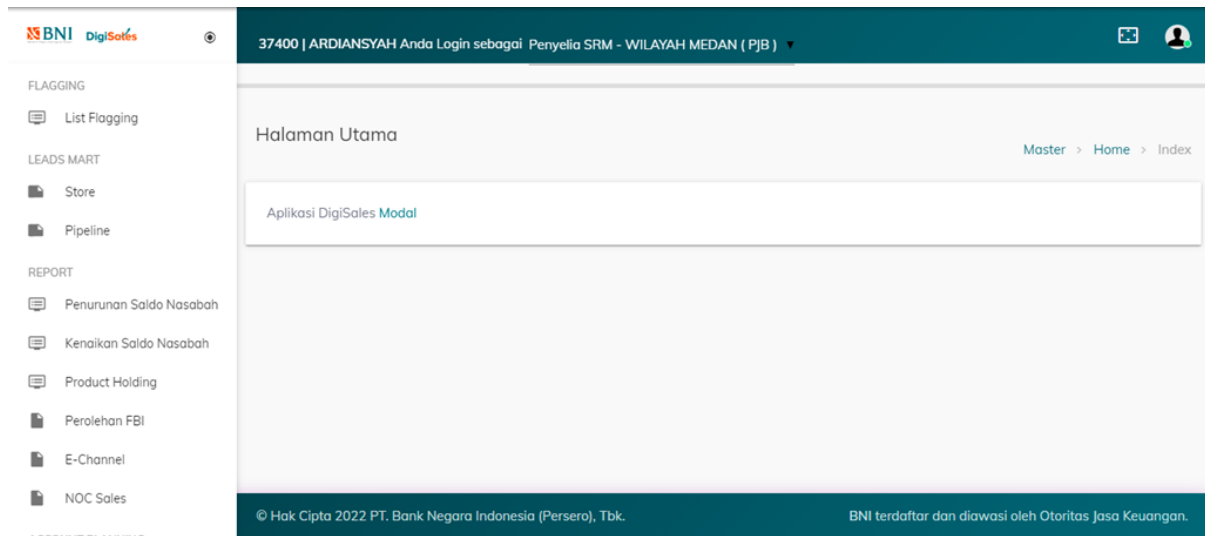 BNI DigiSales
37400 | ARDIANSYAH Anda Login sebagai Penyelia SRM - WILAYAH MEDAN ( PJB )
FLAGGING
List Flagging
LEADS MART
Store
Pipeline
REPORT
Penurunan Saldo Nasabah
Kenaikan Saldo Nasabah
Product Holding
Perolehan FBI
E-Channel
NOC Sales
Halaman Utama
Master > Home > Index
Aplikasi DigiSales Modal
© Hak Cipta 2022 PT. Bank Negara Indonesia (Persero), Tbk.
BNI terdaftar dan diawasi oleh Otoritas Jasa Keuangan.